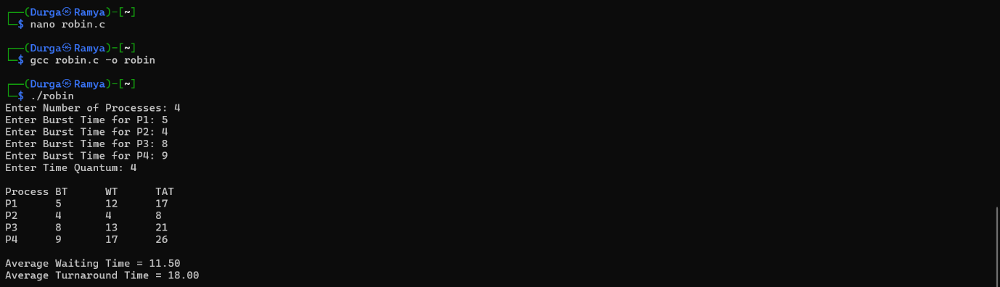 ┌──(Durga㉿Ramya)-[~]
└─$ nano robin.c
┌──(Durga㉿Ramya)-[~]
└─$ gcc robin.c -o robin
┌──(Durga㉿Ramya)-[~]
└─$ ./robin
Enter Number of Processes: 4
Enter Burst Time for P1: 5
Enter Burst Time for P2: 4
Enter Burst Time for P3: 8
Enter Burst Time for P4: 9
Enter Time Quantum: 4
Process BT      WT      TAT
P1      5       12      17
P2      4       4       8
P3      8       13      21
P4      9       17      26
Average Waiting Time = 11.50
Average Turnaround Time = 18.00